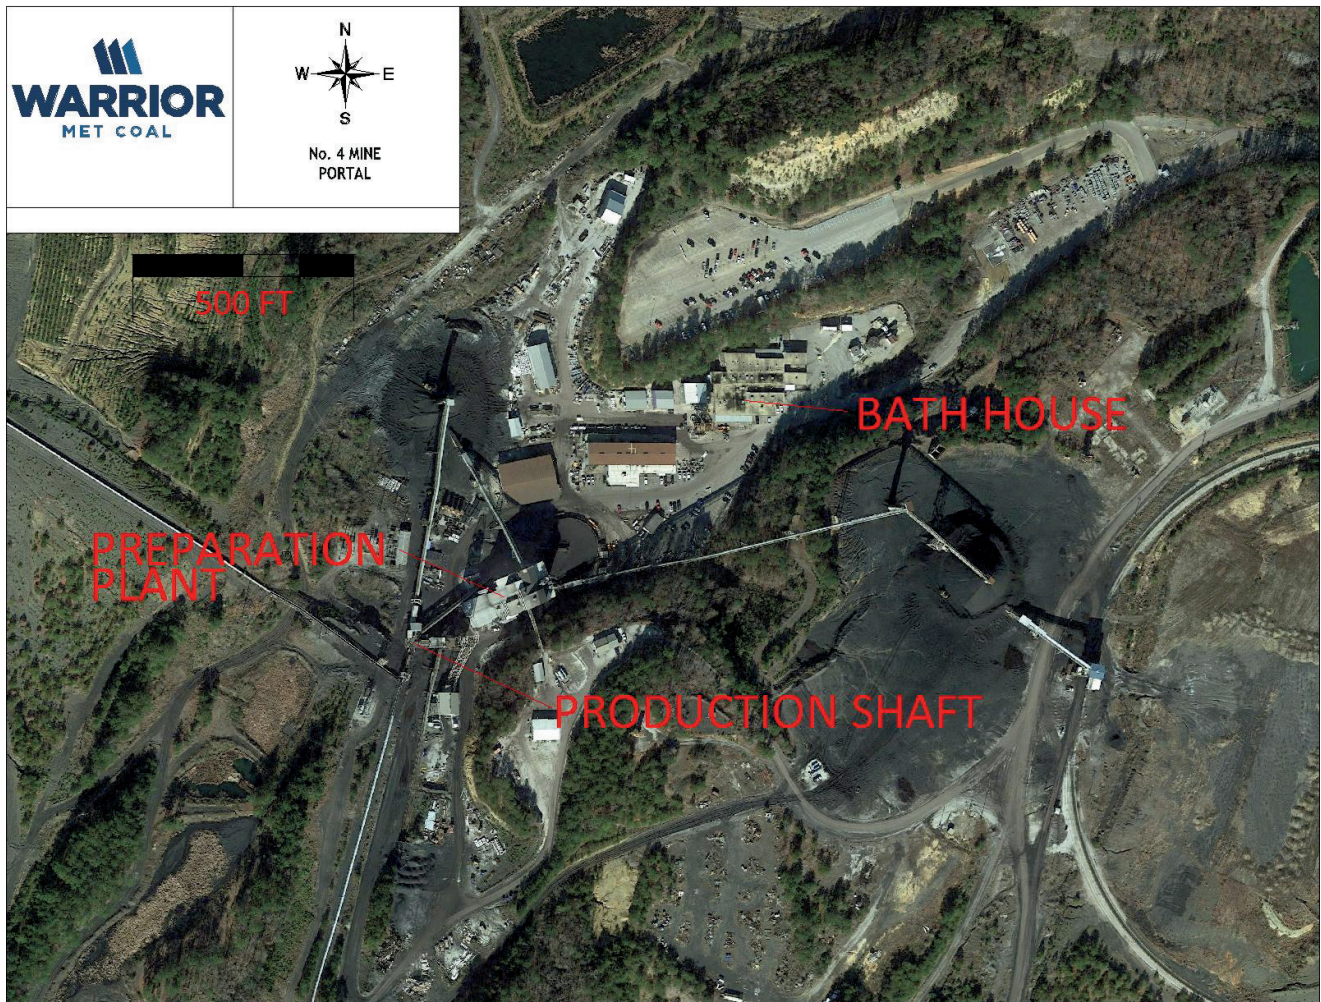 WARRIOR
MET COAL
N
W E
S
No. 4 MINE
PORTAL
500 FT
BATH HOUSE
PREPARATION
PLANT
PRODUCTION SHAFT